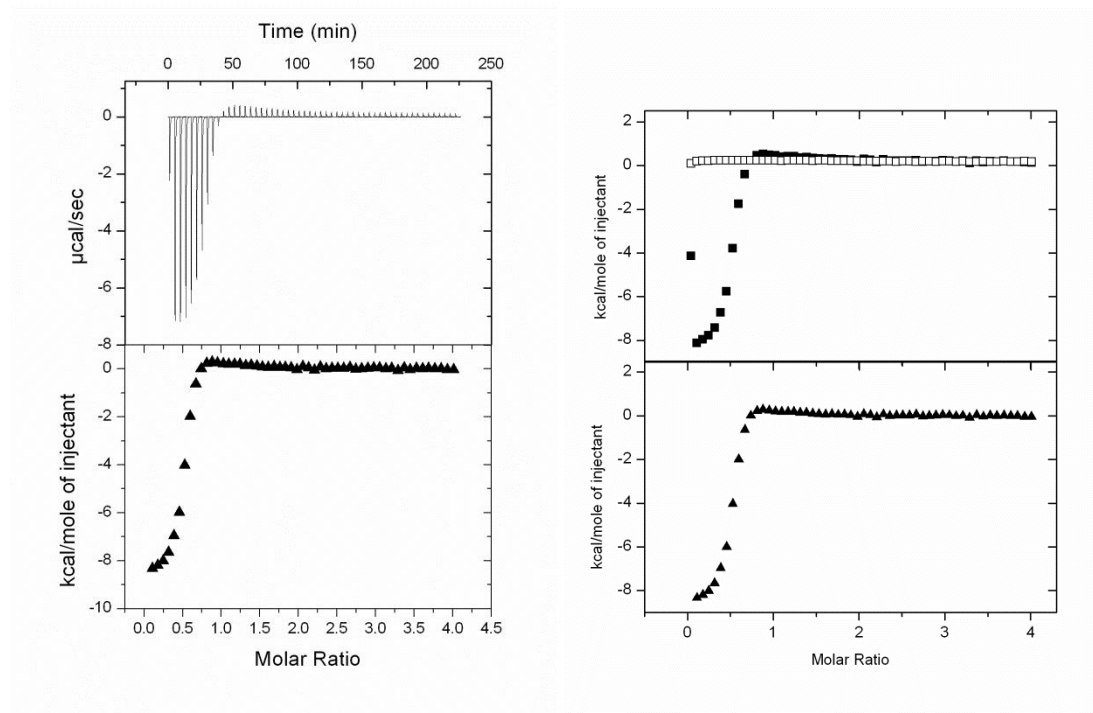 Time (min)
0 50 100 150 200 250
0
-2
-4
-6
-8
µcal/sec
0
-2
-4
-6
-8
-10
kcal/mole of injectant
0.0 0.5 1.0 1.5 2.0 2.5 3.0 3.5 4.0 4.5
Molar Ratio
2
0
-2
-4
-6
-8
kcal/mole of injectant
2
0
-2
-4
-6
-8
kcal/mole of injectant
0 1 2 3 4
Molar Ratio